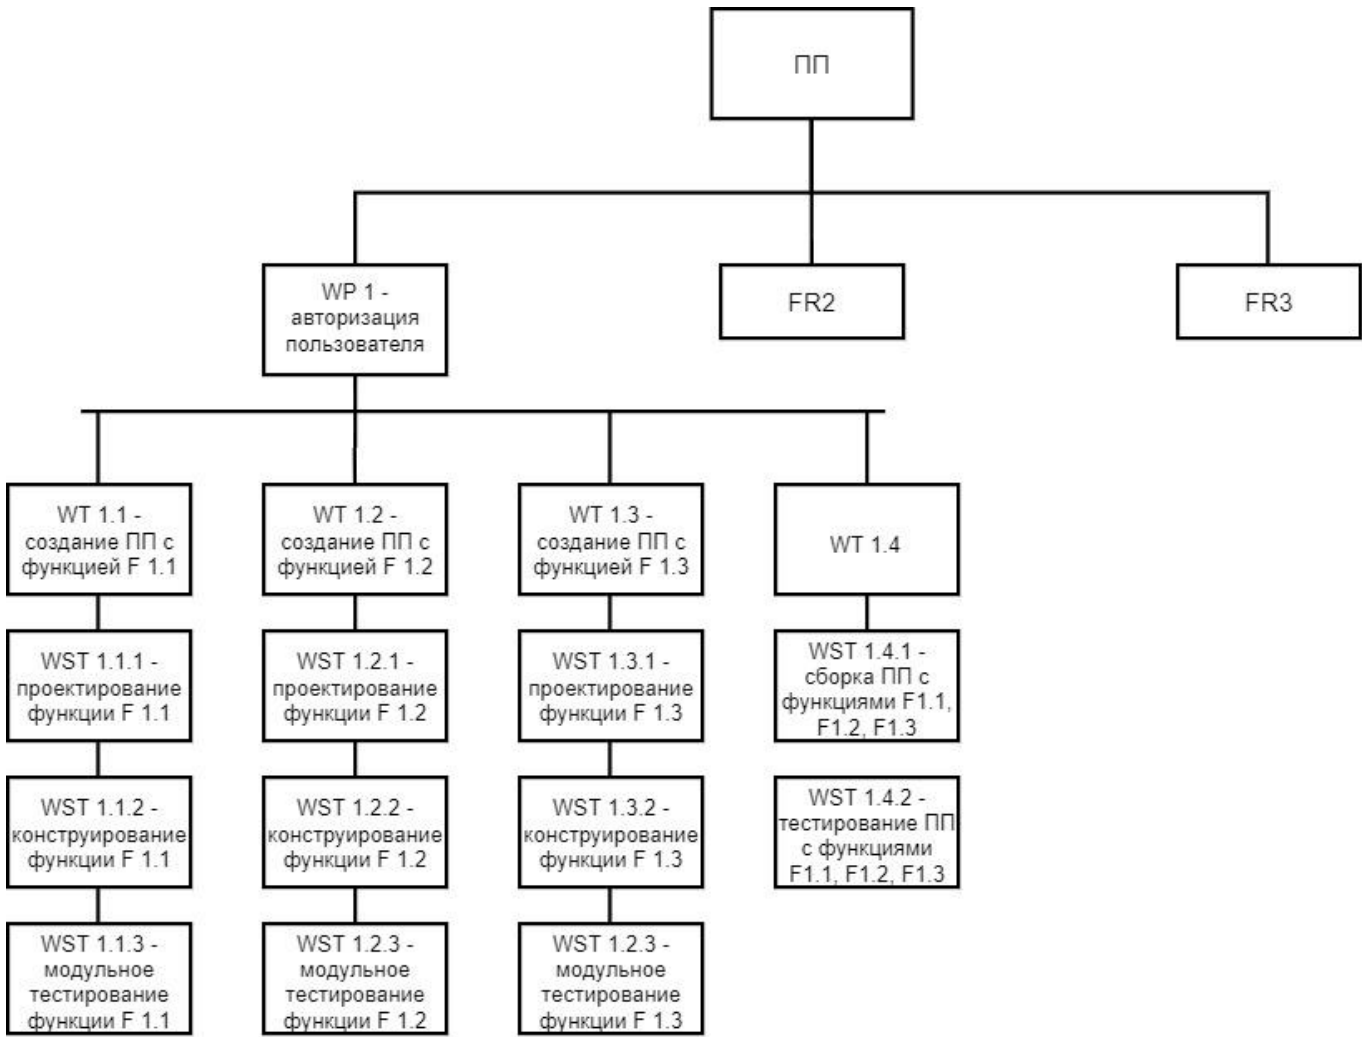 ПП
WP 1 -
авторизация
пользователя
FR2
FR3
WT 1.1 -
создание ПП с
функцией F 1.1
WT 1.2 -
создание ПП с
функцией F 1.2
WT 1.3 -
создание ПП с
функцией F 1.3
WT 1.4
WST 1.1.1 -
проектирование
функции F 1.1
WST 1.2.1 -
проектирование
функции F 1.2
WST 1.3.1 -
проектирование
функции F 1.3
WST 1.4.1 -
сборка ПП с
функциями F1.1,
F1.2, F1.3
WST 1.1.2 -
конструирование
функции F 1.1
WST 1.2.2 -
конструирование
функции F 1.2
WST 1.3.2 -
конструирование
функции F 1.3
WST 1.4.2 -
тестирование ПП
с функциями
F1.1, F1.2, F1.3
WST 1.1.3 -
модульное
тестирование
функции F 1.1
WST 1.2.3 -
модульное
тестирование
функции F 1.2
WST 1.2.3 -
модульное
тестирование
функции F 1.3